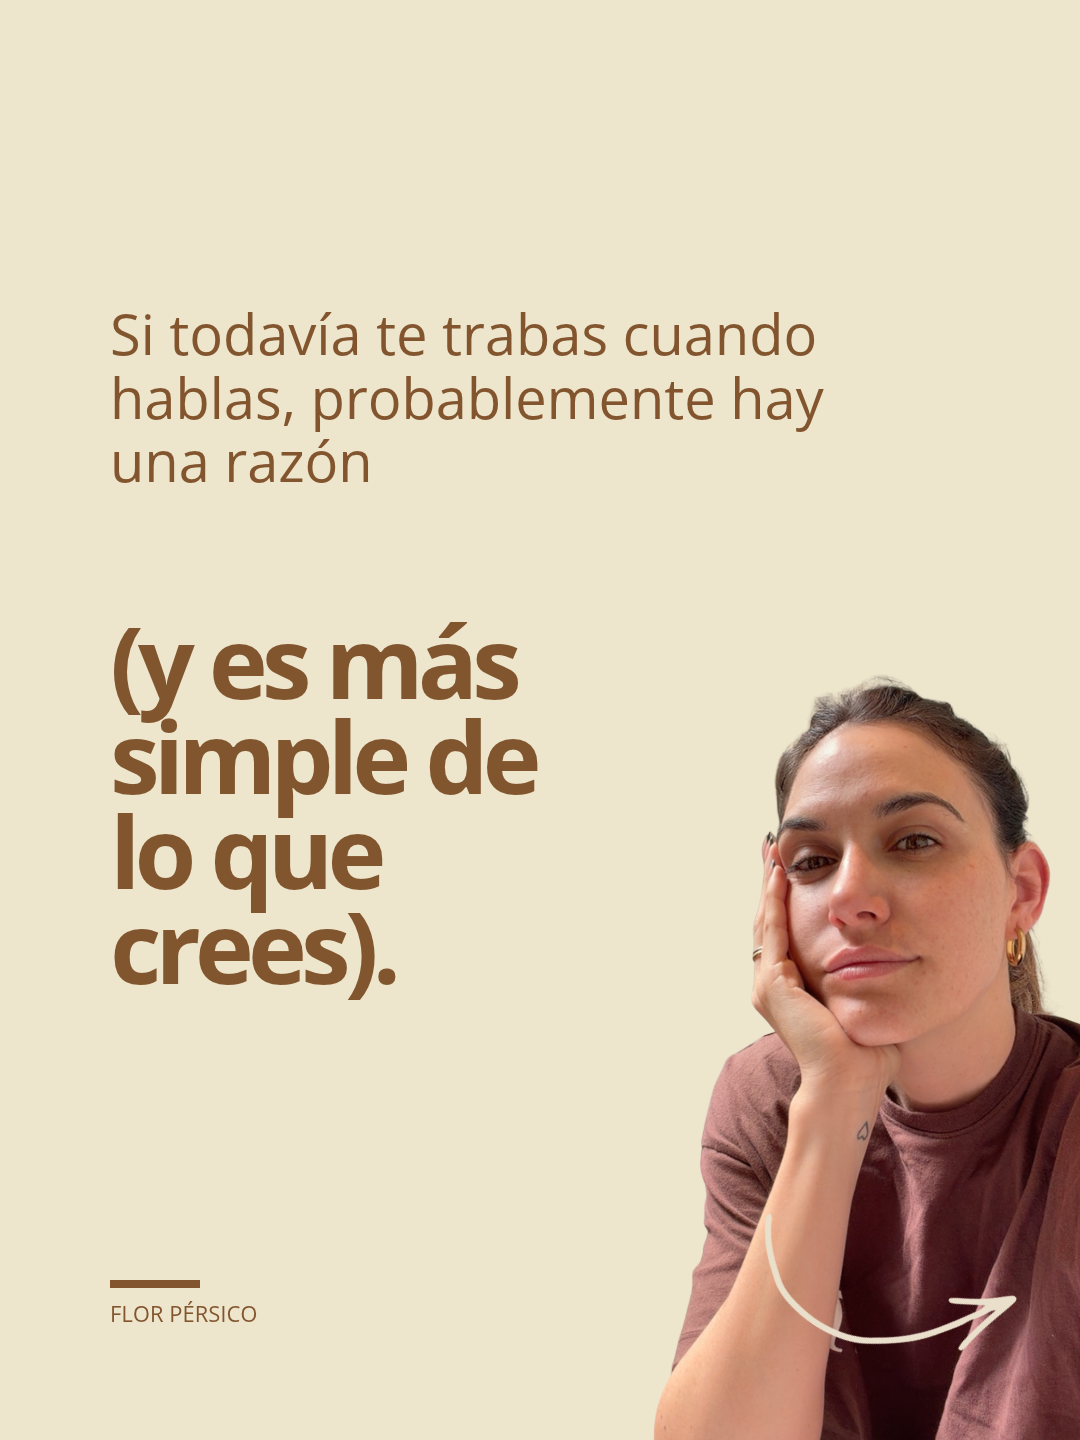 Si todavía te trabas cuando
hablas, probablemente hay
una razón
(y es más
simple de
lo que
crees).
FLOR PÉRSICO